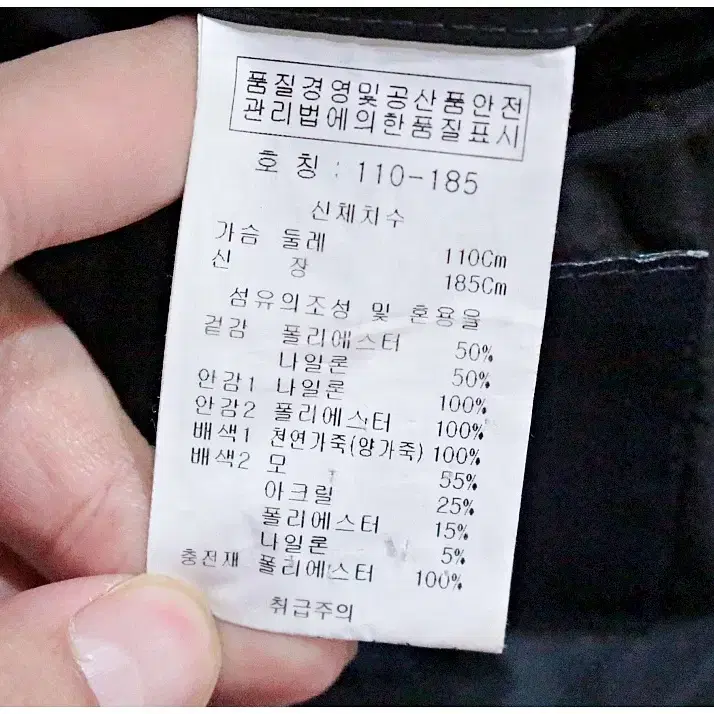 품질경영및공산품안전
관리법에의한품질표시
호 칭 : 110-185
신체치수
가슴 둘레 110Cm
신 장 185Cm
섬유의조성 및 혼용율
겉감 폴리에스터 50%
나일론 50%
안감1 나일론 100%
안감2 폴리에스터 100%
배색1 천연가죽(양가죽) 100%
배색2 모 55%
아크릴 25%
폴리에스터 15%
나일론 5%
충전재 폴리에스터 100%
취급주의